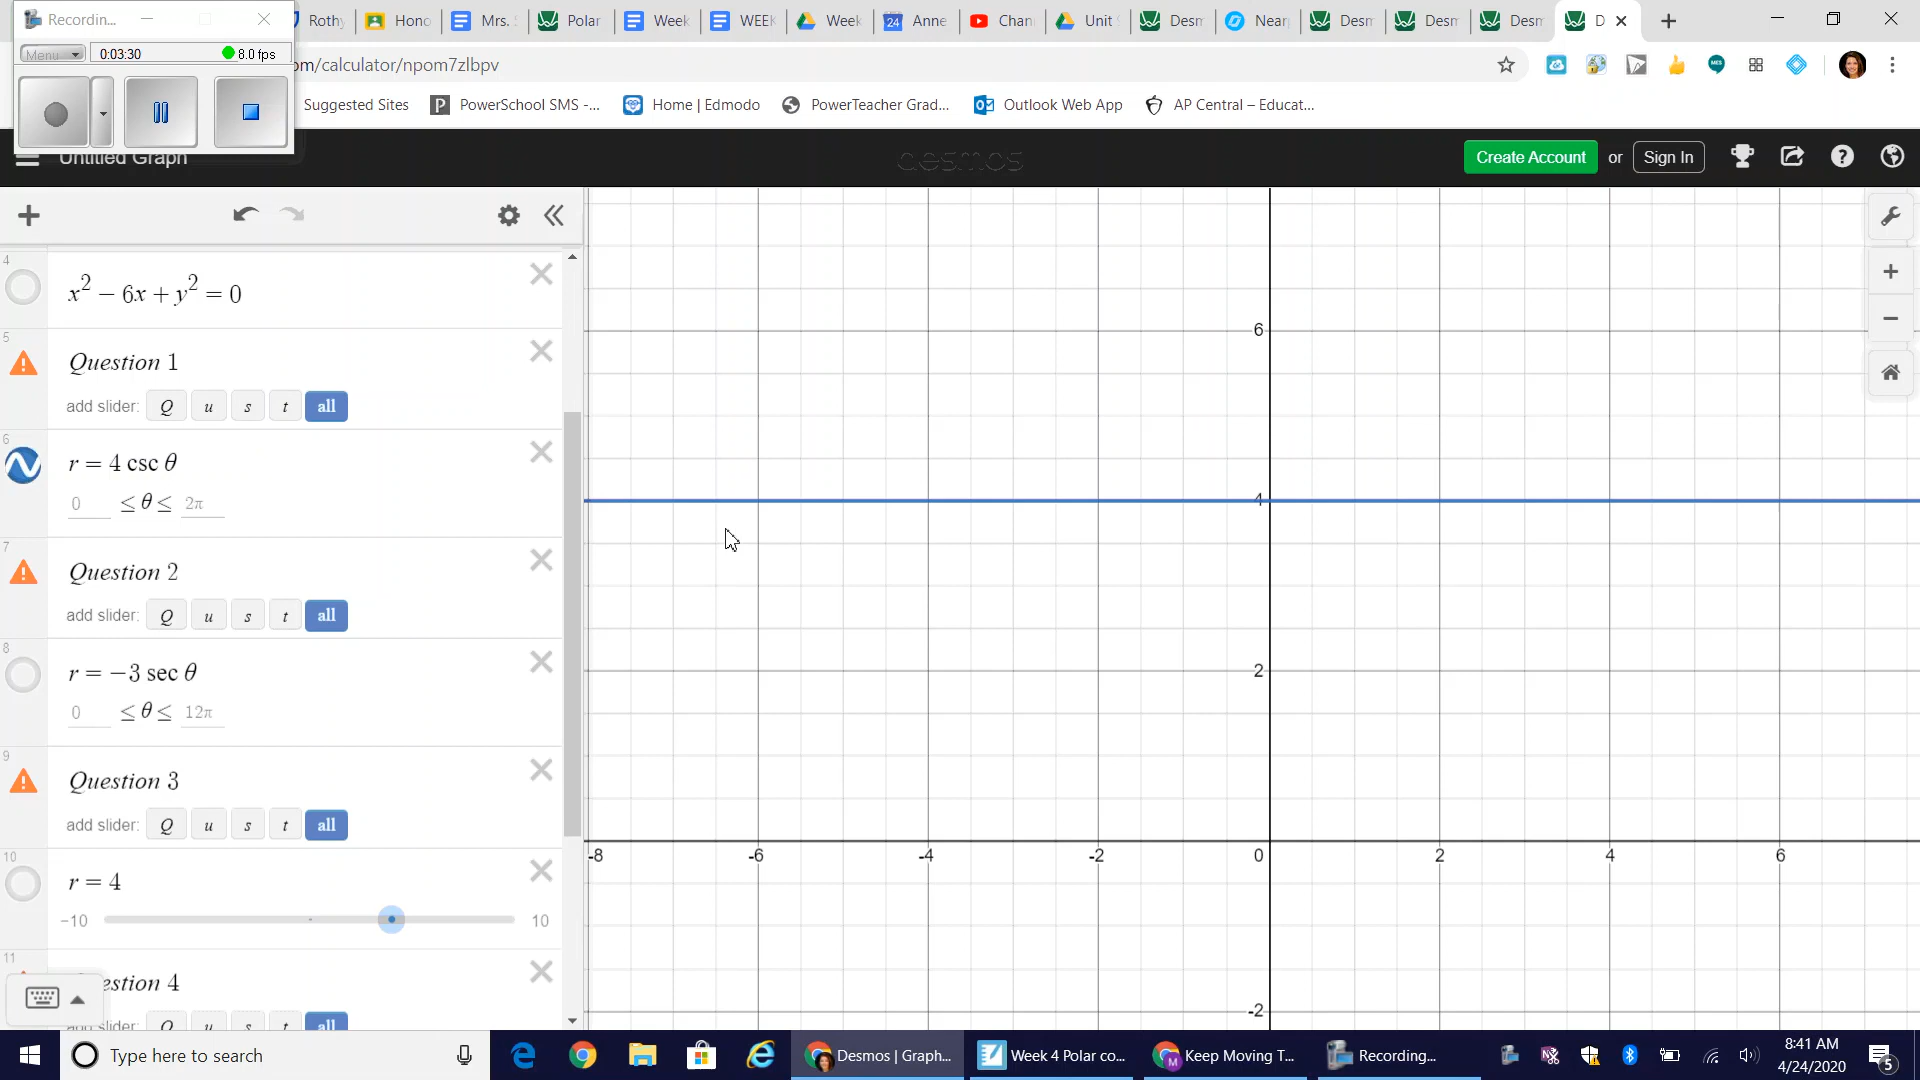 Recordin...
Rothy
Hono
Mrs.
Polar
Week
WEEK
Week
24 Anne
Chan
Unit
Desm
Near
Desm
Desm
Desm
D
Menu
0:03:30
8.0 fps
om/calculator/npom7zlbpv
Suggested Sites
PowerSchool SMS -...
Home | Edmodo
PowerTeacher Grad...
Outlook Web App
AP Central – Educat...
Untitled Graph
desmos
Create Account or Sign In
4
x² − 6x + y² = 0
5
Question 1
add slider: Q u s t all
6
r = 4 csc θ
0 ≤ θ ≤ 2π
7
Question 2
add slider: Q u s t all
8
r = −3 sec θ
0 ≤ θ ≤ 12π
9
Question 3
add slider: Q u s t all
10
r = 4
−10 10
11
estion 4
slider: Q u s t all
6
4
2
-8 -6 -4 -2 0 2 4 6
-2
Type here to search
Desmos | Graph...
Week 4 Polar co...
Keep Moving T...
Recording...
8:41 AM
4/24/2020
5